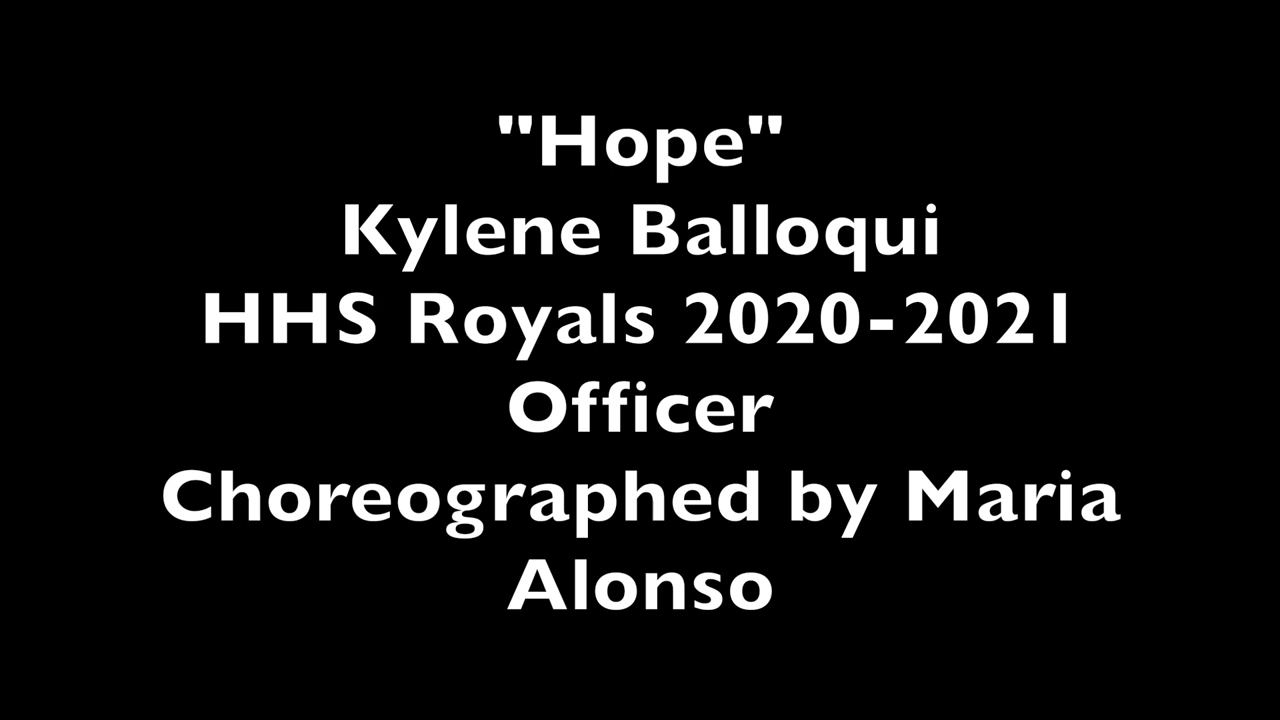 "Hope"
Kylene Balloqui
HHS Royals 2020-2021
Officer
Choreographed by Maria
Alonso